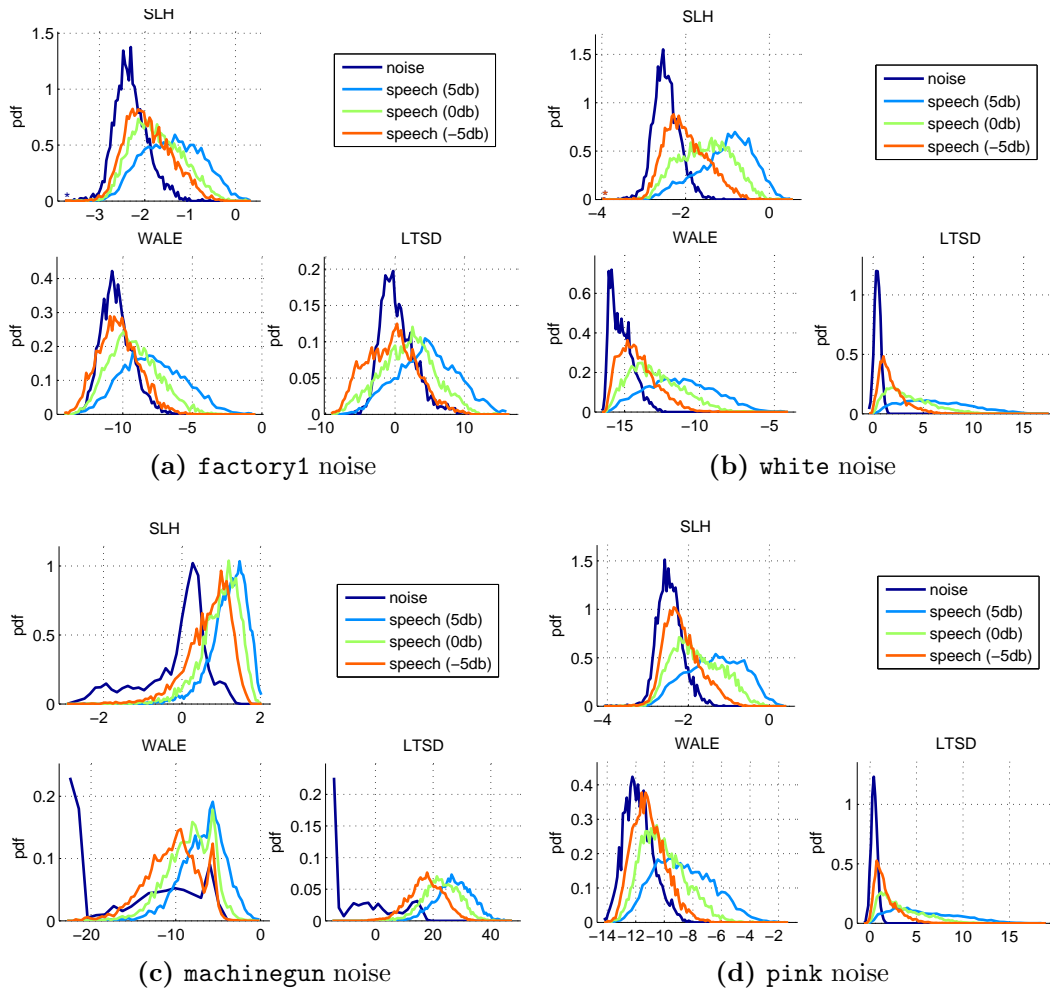 SLH
1.5
1
0.5
0
pdf
−3
−2
−1
0
noise
speech (5db)
speech (0db)
speech (−5db)
*
WALE
0.4
0.3
0.2
0.1
0
pdf
−10
−5
0
LTSD
0.2
0.15
0.1
0.05
0
pdf
−10
0
10
(a) factory1 noise
SLH
1.5
1
0.5
0
pdf
−4
−2
0
noise
speech (5db)
speech (0db)
speech (−5db)
*
WALE
0.6
0.4
0.2
0
pdf
−15
−10
−5
LTSD
1
0.5
0
pdf
0
5
10
15
(b) white noise
SLH
1
0.5
0
pdf
−2
0
2
noise
speech (5db)
speech (0db)
speech (−5db)
WALE
0.2
0.1
0
pdf
−20
−10
0
LTSD
0.2
0.15
0.1
0.05
0
pdf
0
20
40
(c) machinegun noise
SLH
1.5
1
0.5
0
pdf
−4
−2
0
noise
speech (5db)
speech (0db)
speech (−5db)
WALE
0.4
0.3
0.2
0.1
0
pdf
−14
−12
−10
−8
−6
−4
−2
LTSD
1
0.5
0
pdf
0
5
10
15
(d) pink noise